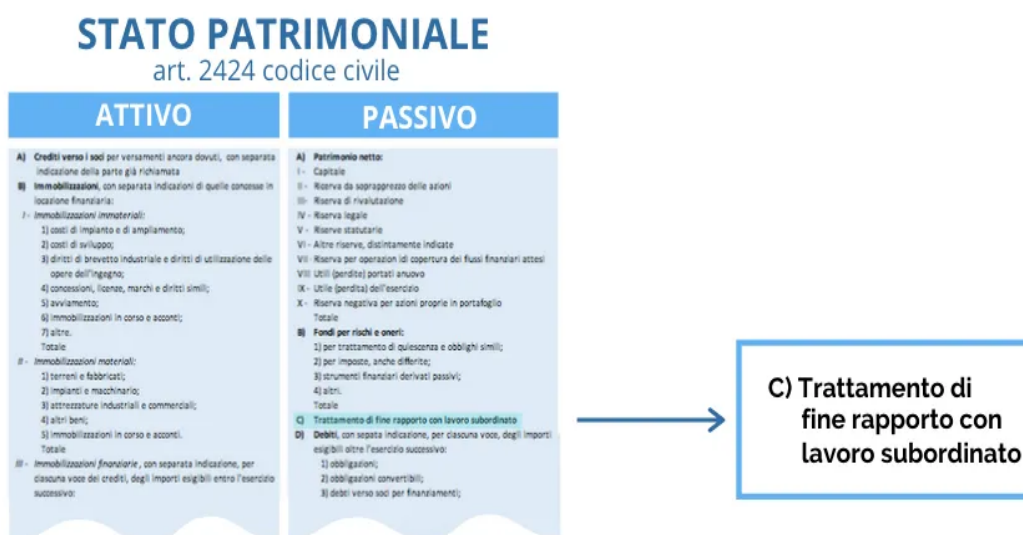 STATO PATRIMONIALE
art. 2424 codice civile
ATTIVO
A) Crediti verso i soci per versamenti ancora dovuti, con separata
indicazione della parte già richiamata
B) Immobilizzazioni, con separata indicazioni di quelle concesse in
locazione finanziaria:
I - Immobilizzazioni immateriali:
1) costi di impianto e di ampliamento;
2) costi di sviluppo;
3) diritti di brevetto industriale e diritti di utilizzazione delle
opere dell'ingegno;
4) concessioni, licenze, marchi e diritti simili;
5) avviamento;
6) immobilizzazioni in corso e acconti;
7) altre.
Totale
II - Immobilizzazioni materiali:
1) terreni e fabbricati;
2) impianti e macchinario;
3) attrezzature industriali e commerciali;
4) altri beni;
5) immobilizzazioni in corso e acconti.
Totale
III - Immobilizzazioni finanziarie, con separata indicazione, per
ciascuna voce dei crediti, degli importi esigibili entro l'esercizio
successivo:
PASSIVO
A) Patrimonio netto:
I - Capitale
II - Riserva da soprapprezzo delle azioni
III- Riserva di rivalutazione
IV - Riserva legale
V - Riserve statutarie
VI - Altre riserve, distintamente indicate
VII - Riserva per operazion idi copertura dei flussi finanziari attesi
VIII Utili (perdite) portati anuovo
IX - Utile (perdita) dell'esercizio
X - Riserva negativa per azioni proprie in portafoglio
Totale
B) Fondi per rischi e oneri:
1) per trattamento di quiescenza e obblighi simili;
2) per imposte, anche differite;
3) strumenti finanziari derivati passivi;
4) altri.
Totale
C) Trattamento di fine rapporto con lavoro subordinato
D) Debiti, con sepata indicazione, per ciascuna voce, degli importi
esigibili oltre l'esercizio successivo:
1) obbligazioni;
2) obbligazioni convertibili;
3) debti verso soci per finanziamenti;
C) Trattamento di
fine rapporto con
lavoro subordinato